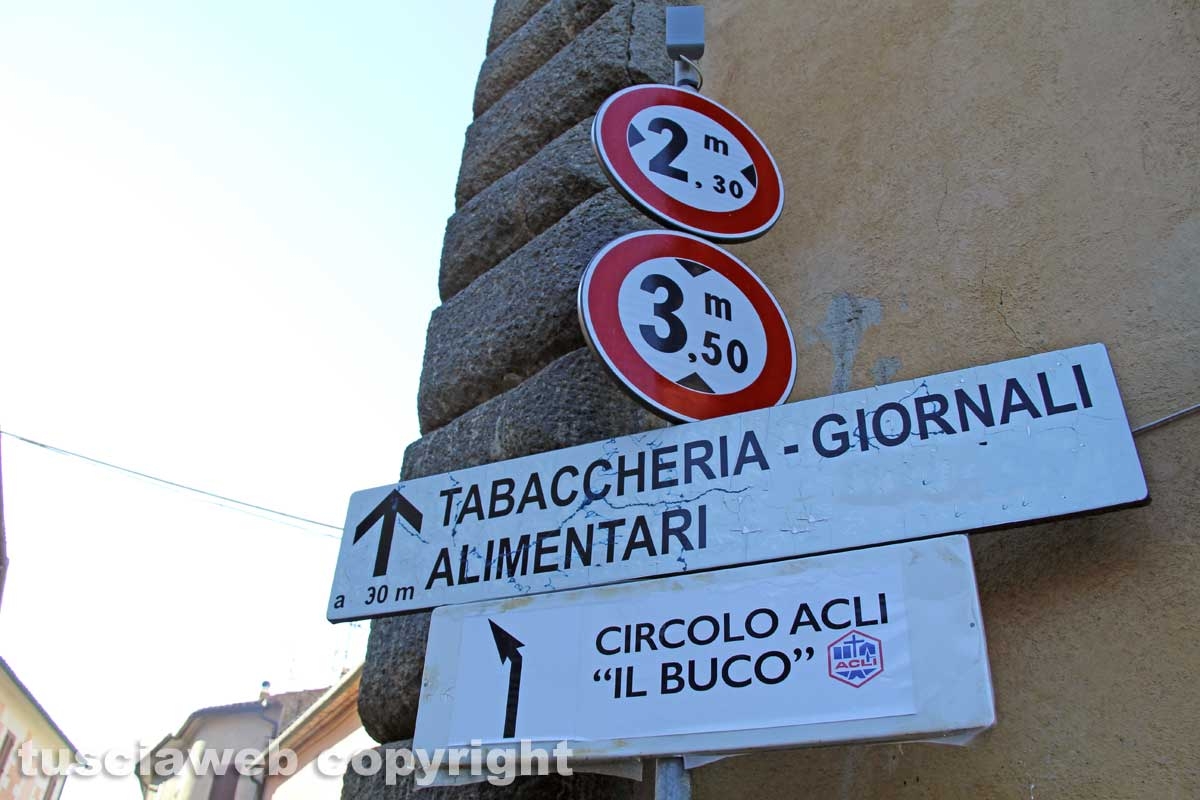 2 m
,30
3 m
,50
TABACCHERIA - GIORNALI
ALIMENTARI
a 30 m
CIRCOLO ACLI
“IL BUCO”
ACLI
tusciaweb copyright